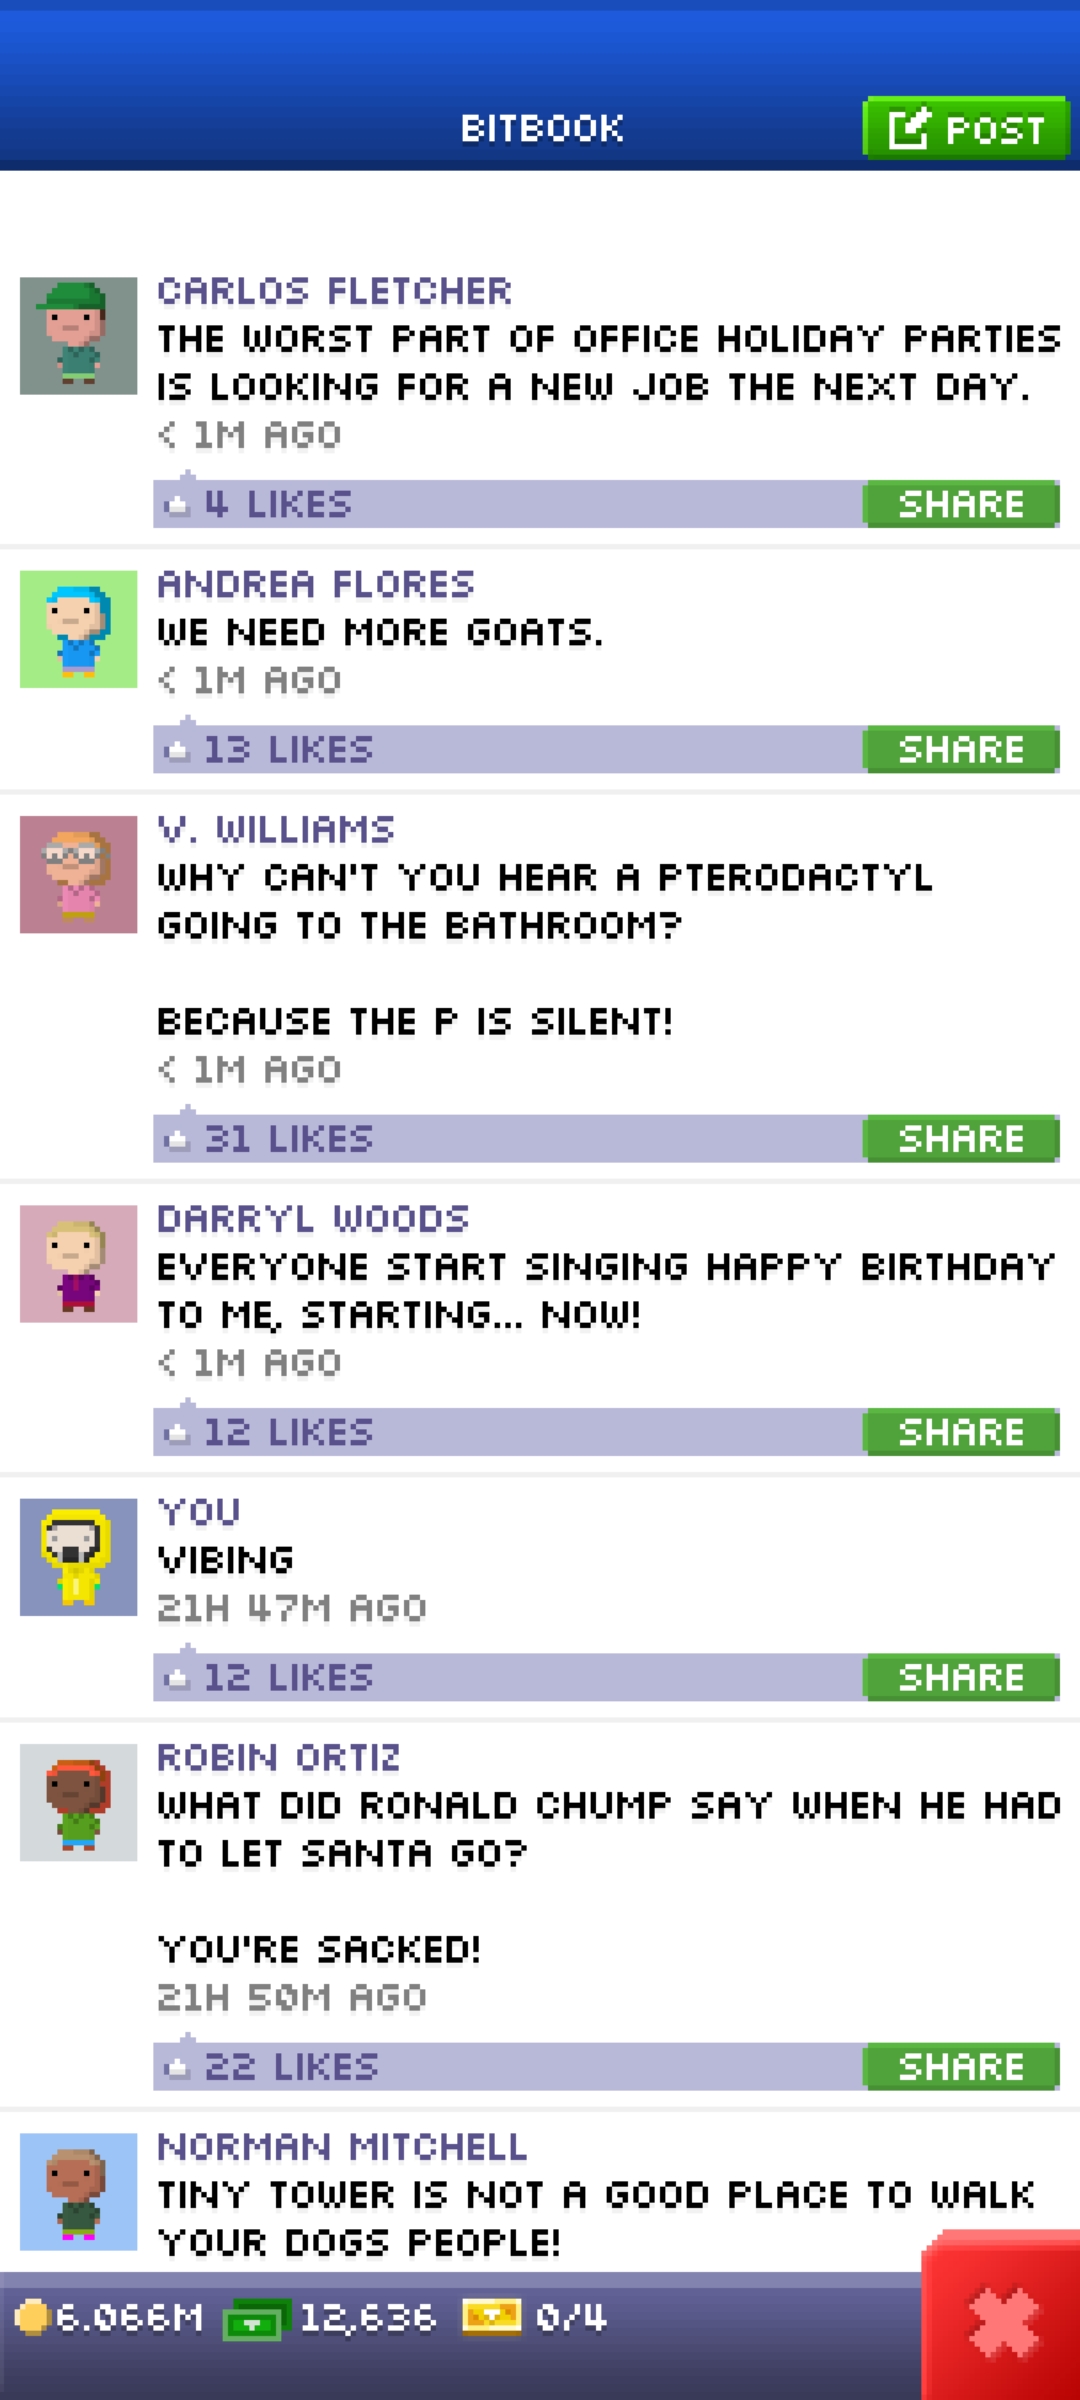 BITBOOK
POST
CARLOS FLETCHER
THE WORST PART OF OFFICE HOLIDAY PARTIES
IS LOOKING FOR A NEW JOB THE NEXT DAY.
< 1M AGO
4 LIKES
SHARE
ANDREA FLORES
WE NEED MORE GOATS.
< 1M AGO
13 LIKES
SHARE
V. WILLIAMS
WHY CAN'T YOU HEAR A PTERODACTYL
GOING TO THE BATHROOM?
BECAUSE THE P IS SILENT!
< 1M AGO
31 LIKES
SHARE
DARRYL WOODS
EVERYONE START SINGING HAPPY BIRTHDAY
TO ME, STARTING... NOW!
< 1M AGO
12 LIKES
SHARE
YOU
VIBING
21H 47M AGO
12 LIKES
SHARE
ROBIN ORTIZ
WHAT DID RONALD CHUMP SAY WHEN HE HAD
TO LET SANTA GO?
YOU'RE SACKED!
21H 50M AGO
22 LIKES
SHARE
NORMAN MITCHELL
TINY TOWER IS NOT A GOOD PLACE TO WALK
YOUR DOGS PEOPLE!
6.066M
12,636
0/4